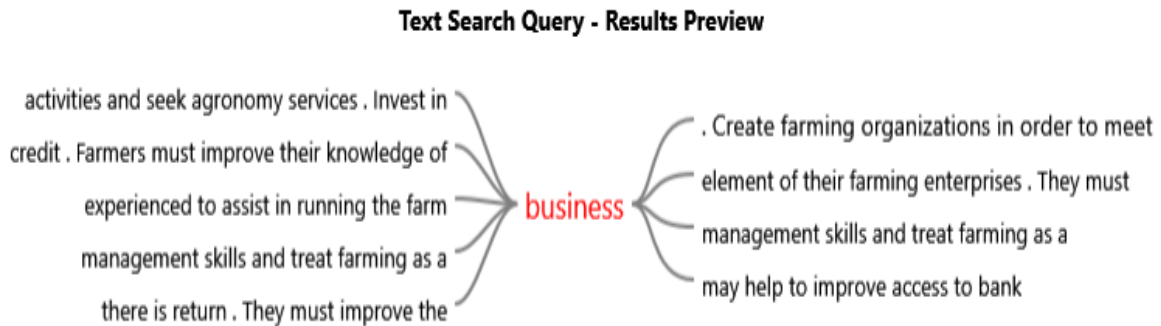 Text Search Query - Results Preview
activities and seek agronomy services . Invest in
credit . Farmers must improve their knowledge of
experienced to assist in running the farm
management skills and treat farming as a
there is return . They must improve the
business
. Create farming organizations in order to meet
element of their farming enterprises . They must
management skills and treat farming as a
may help to improve access to bank